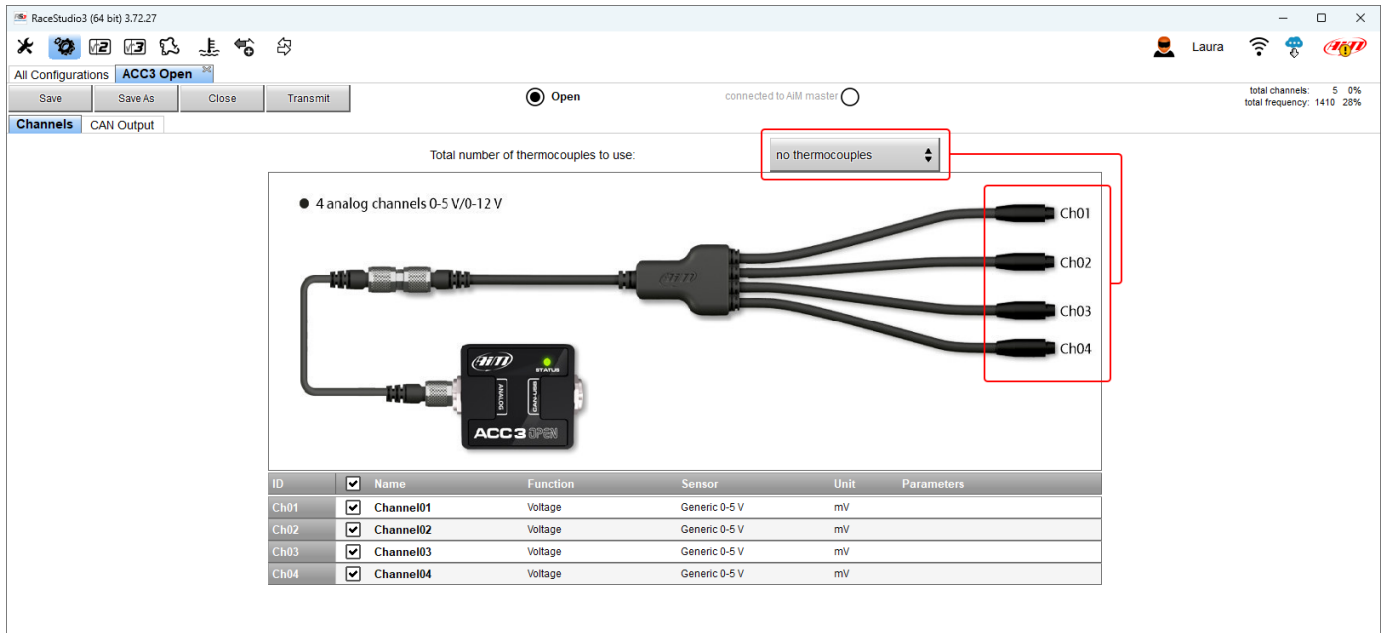 RaceStudio3 (64 bit) 3.72.27
Laura
All Configurations ACC3 Open
Save Save As Close Transmit Open connected to AiM master total channels: 5 0%
total frequency: 1410 28%
Channels CAN Output
Total number of thermocouples to use: no thermocouples
4 analog channels 0-5 V/0-12 V
Ch01
Ch02
Ch03
Ch04
AiM
AiM
STATUS
ANALOG
CAN-USB
ACC3 OPEN
ID Name Function Sensor Unit Parameters
Ch01 Channel01 Voltage Generic 0-5 V mV
Ch02 Channel02 Voltage Generic 0-5 V mV
Ch03 Channel03 Voltage Generic 0-5 V mV
Ch04 Channel04 Voltage Generic 0-5 V mV